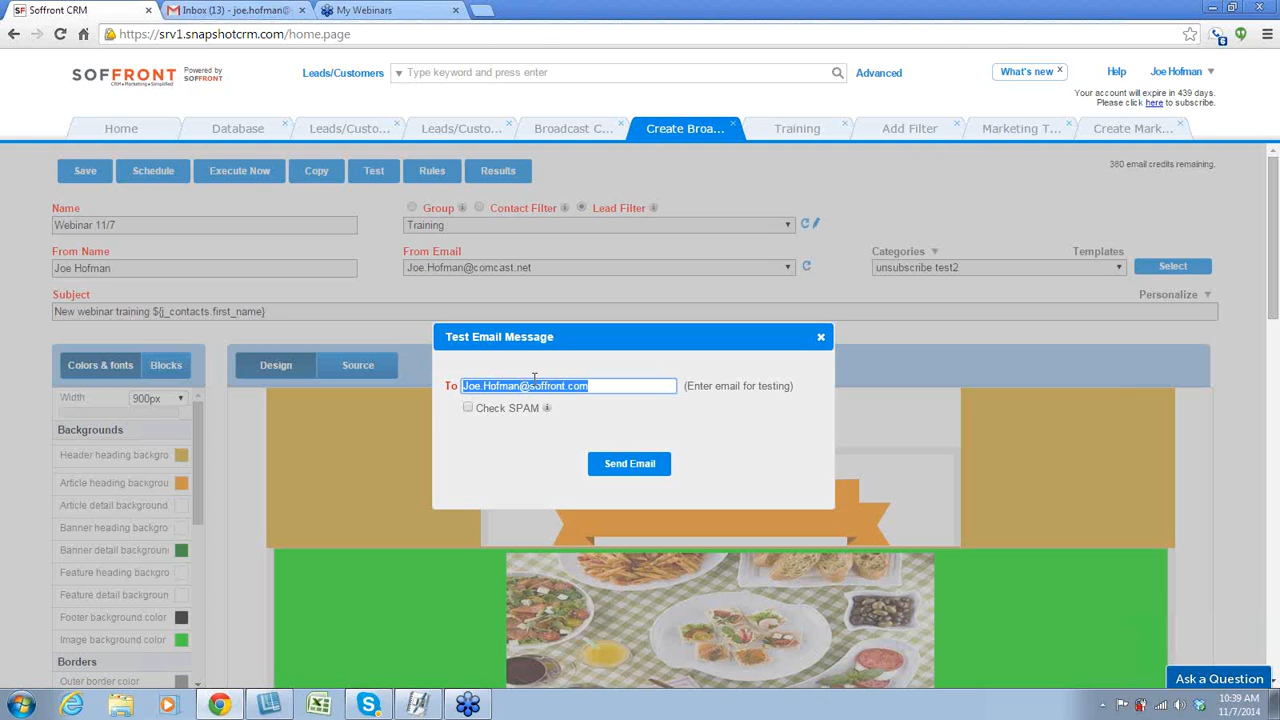 Soffront CRM
Inbox (13) - joe.hofman@
My Webinars
https://srv1.snapshotcrm.com/home.page
6
SOFFRONT
CRM • Marketing • Simplified
Powered by
SOFFRONT
Leads/Customers
Type keyword and press enter
Advanced
What's new x
Help
Joe Hofman
Your account will expire in 439 days.
Please click here to subscribe.
Home
Database
Leads/Custo...
Leads/Custo...
Broadcast C...
Create Broa...
Training
Add Filter
Marketing T...
Create Mark...
Save
Schedule
Execute Now
Copy
Test
Rules
Results
380 email credits remaining.
Name
Group
Contact Filter
Lead Filter
Webinar 11/7
Training
From Name
From Email
Categories
Templates
Joe Hofman
Joe.Hofman@comcast.net
unsubscribe test2
Select
Subject
Personalize
New webinar training ${j_contacts.first_name}
Test Email Message
To
Joe.Hofman@soffront.com
(Enter email for testing)
Check SPAM
Send Email
Colors & fonts
Blocks
Design
Source
Width
900px
Backgrounds
Header heading backgro
Article heading backgrou
Article detail background
Banner heading backgro
Banner detail backgroun
Feature heading backgro
Feature detail backgroun
Footer background color
Image background color
Borders
Outer border color
Ask a Question
10:39 AM
11/7/2014